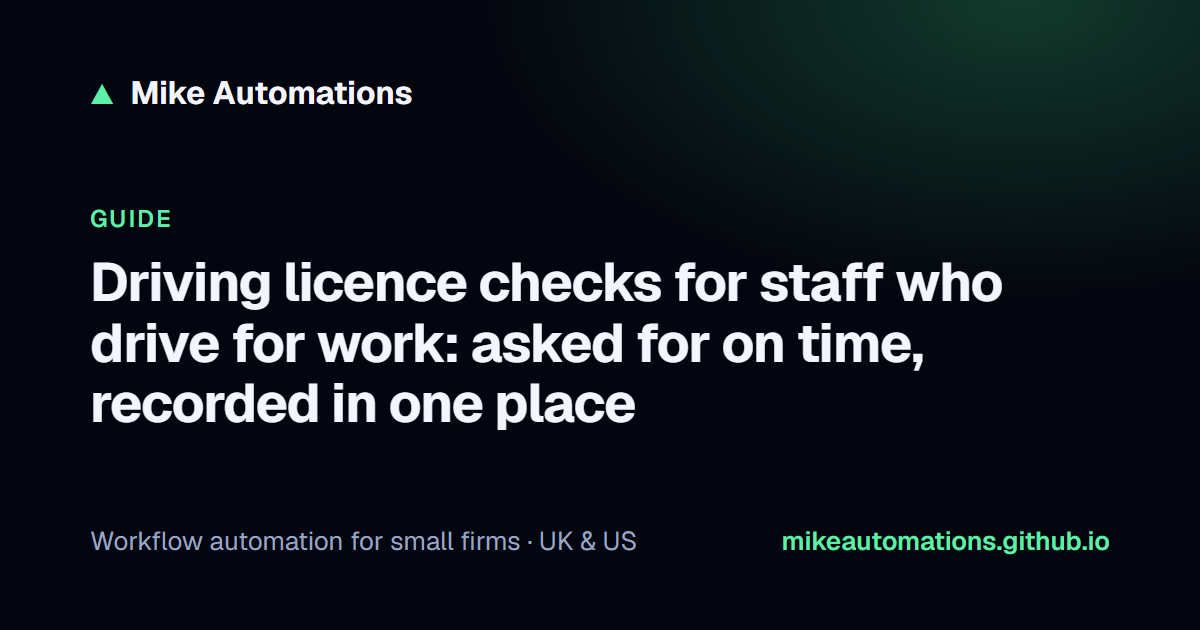 Mike Automations
GUIDE
Driving licence checks for staff who
drive for work: asked for on time,
recorded in one place
Workflow automation for small firms · UK & US
mikeautomations.github.io